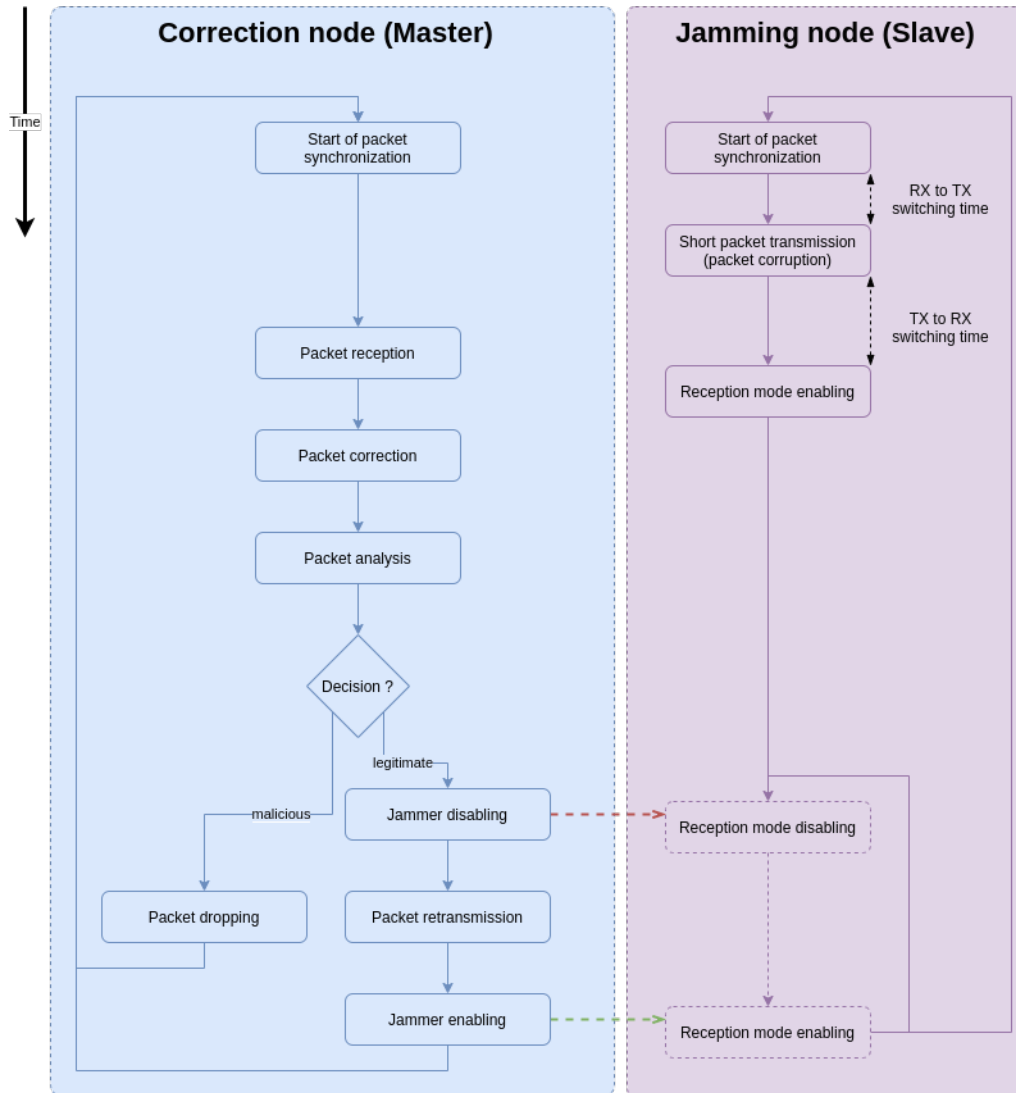 Time
Correction node (Master)
Start of packet
synchronization
Packet reception
Packet correction
Packet analysis
Decision ?
legitimate
malicious
Jammer disabling
Packet dropping
Packet retransmission
Jammer enabling
Jamming node (Slave)
Start of packet
synchronization
RX to TX
switching time
Short packet transmission
(packet corruption)
TX to RX
switching time
Reception mode enabling
Reception mode disabling
Reception mode enabling